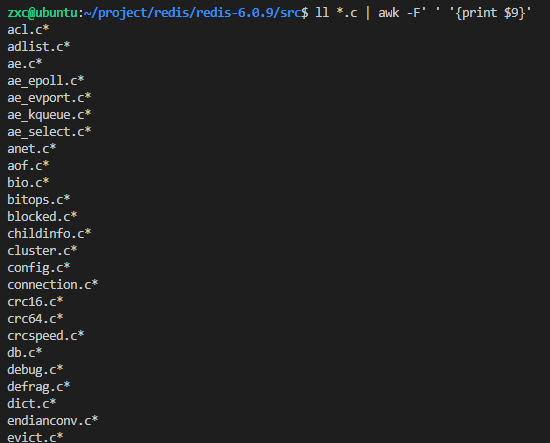 zxc@ubuntu:~/project/redis/redis-6.0.9/src$ ll *.c | awk -F' ' '{print $9}'
acl.c*
adlist.c*
ae.c*
ae_epoll.c*
ae_evport.c*
ae_kqueue.c*
ae_select.c*
anet.c*
aof.c*
bio.c*
bitops.c*
blocked.c*
childinfo.c*
cluster.c*
config.c*
connection.c*
crc16.c*
crc64.c*
crcspeed.c*
db.c*
debug.c*
defrag.c*
dict.c*
endianconv.c*
evict.c*